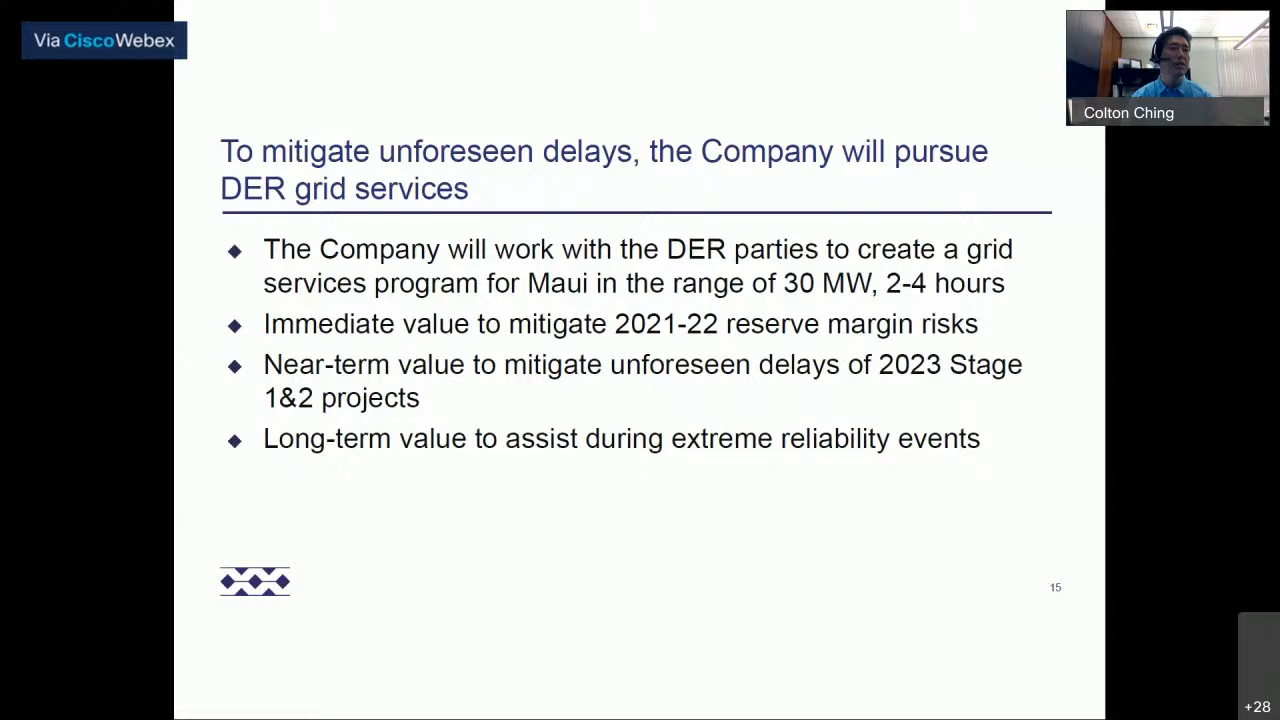 Via CiscoWebex
Colton Ching
To mitigate unforeseen delays, the Company will pursue
DER grid services
The Company will work with the DER parties to create a grid
services program for Maui in the range of 30 MW, 2-4 hours
Immediate value to mitigate 2021-22 reserve margin risks
Near-term value to mitigate unforeseen delays of 2023 Stage
1&2 projects
Long-term value to assist during extreme reliability events
15
+28